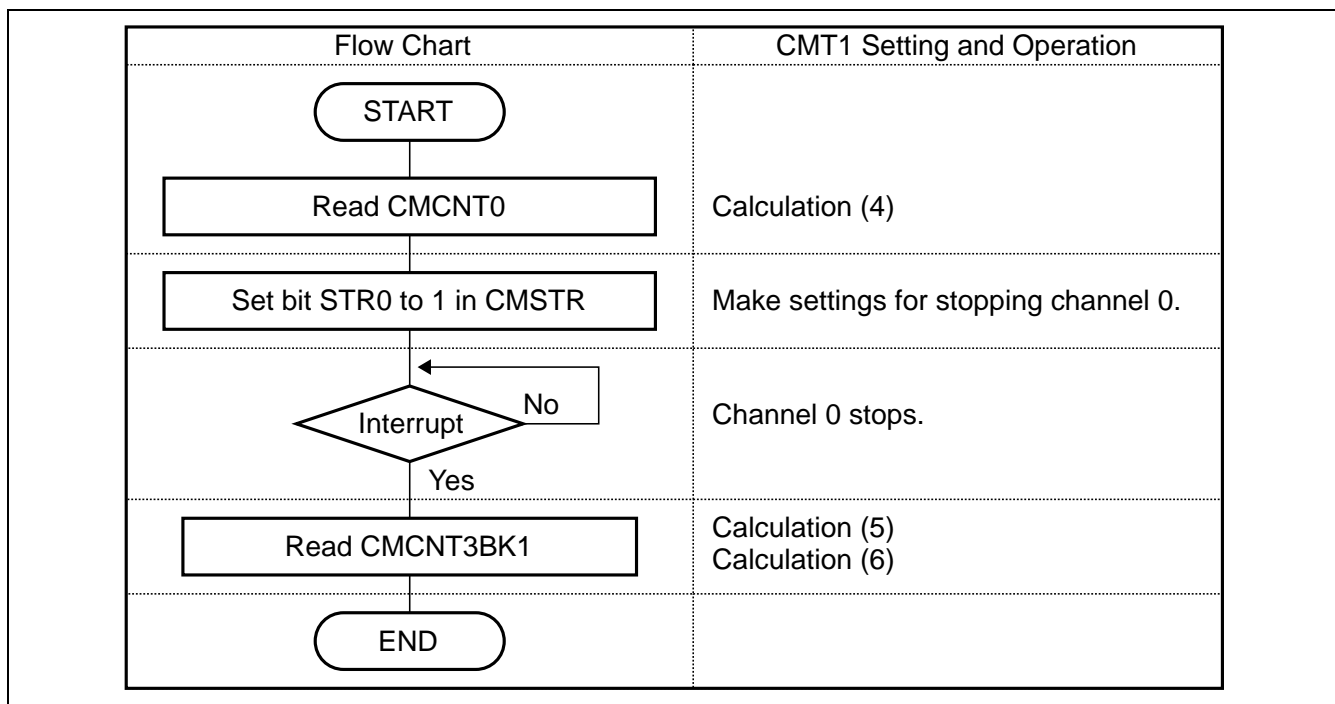 Flow Chart
CMT1 Setting and Operation
START
Read CMCNT0
Calculation (4)
Set bit STR0 to 1 in CMSTR
Make settings for stopping channel 0.
Interrupt
No
Channel 0 stops.
Yes
Read CMCNT3BK1
Calculation (5)
Calculation (6)
END